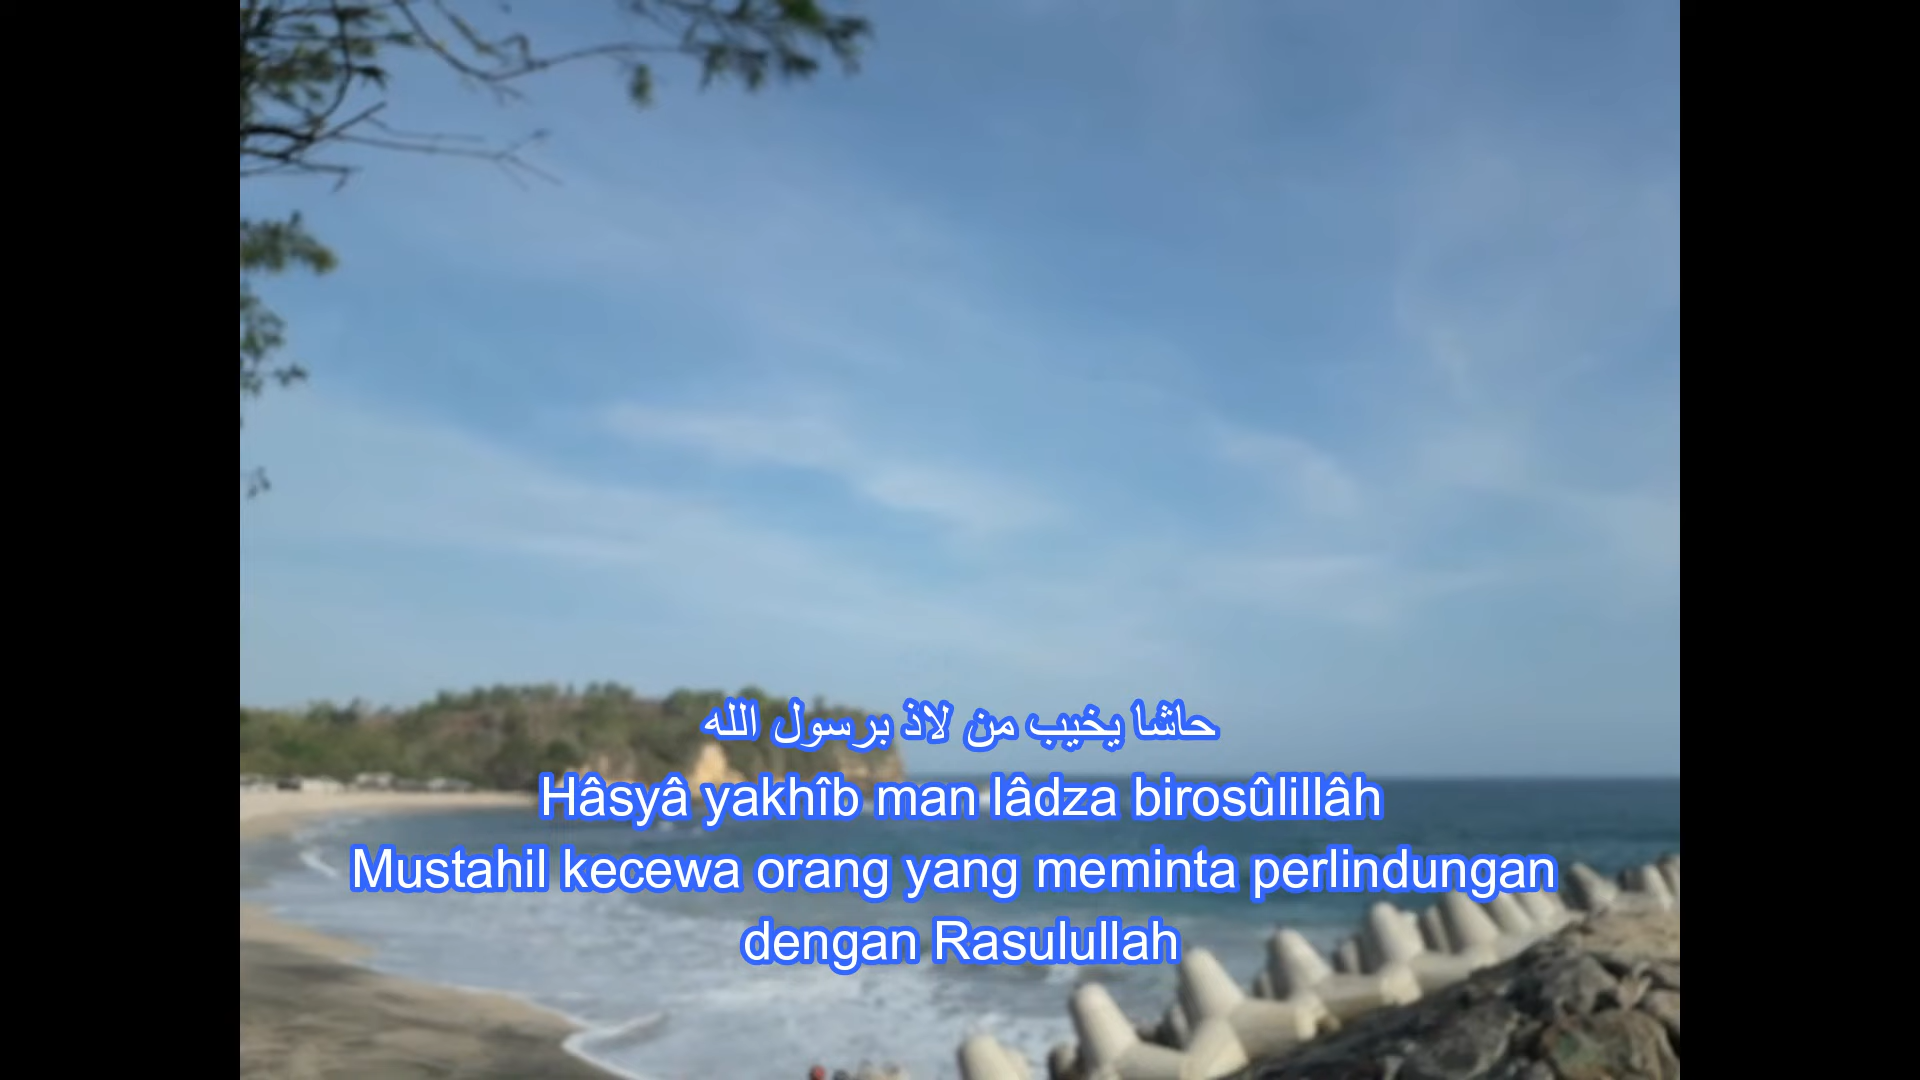 حاشا يخيب من لاذ برسول الله
Hâsyâ yakhîb man lâdza birosûlillâh
Mustahil kecewa orang yang meminta perlindungan
dengan Rasulullah